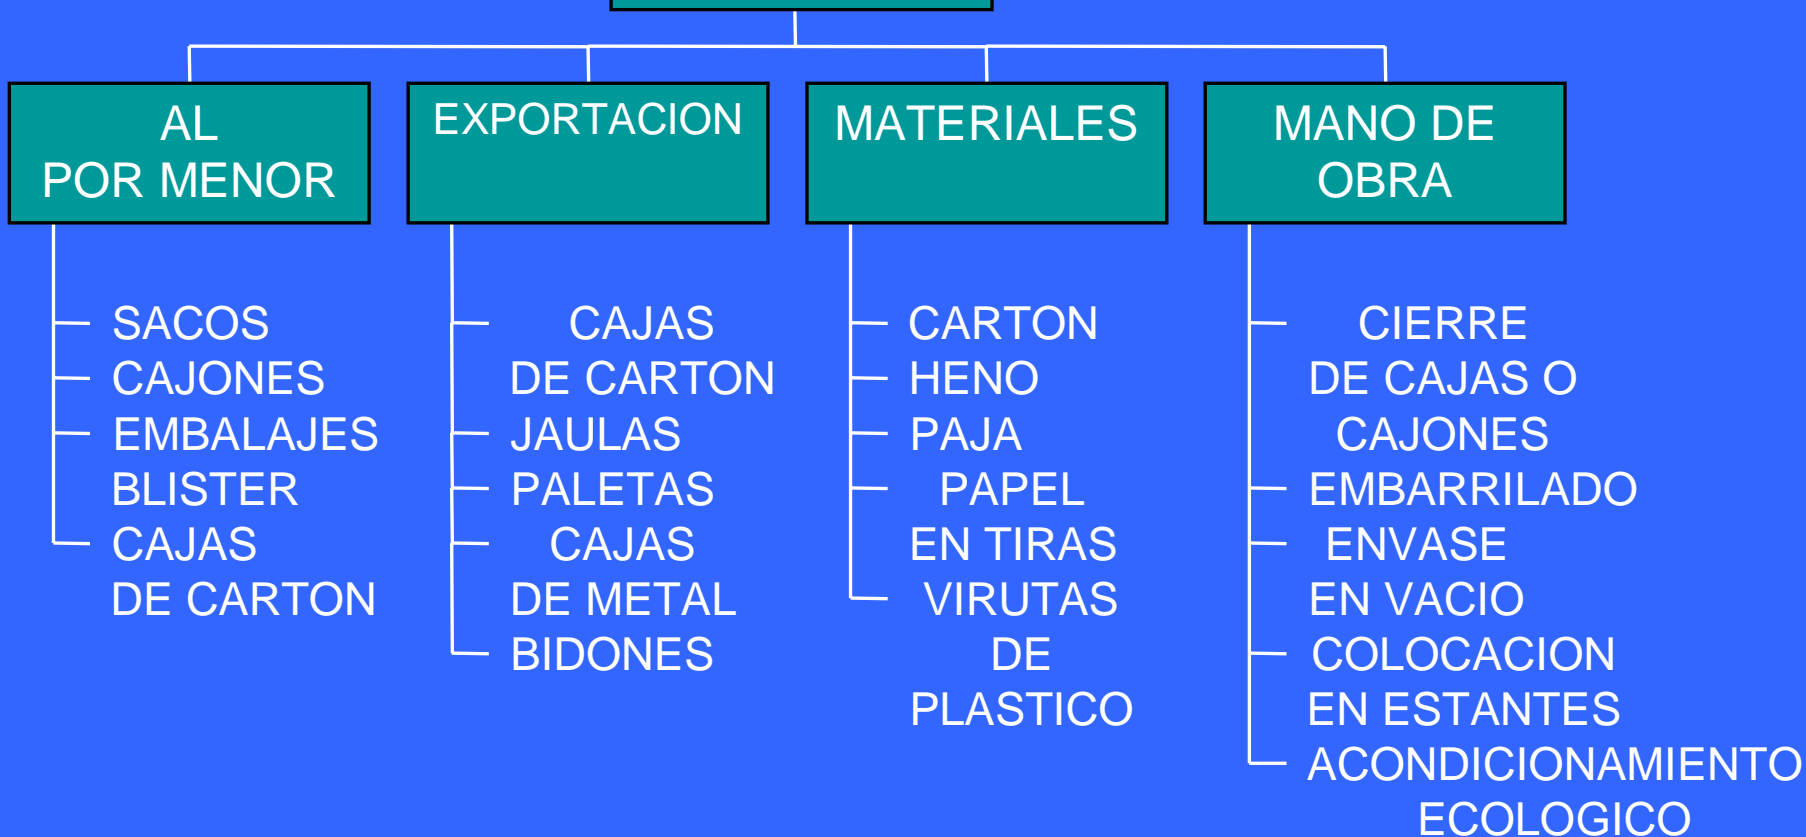 AL
POR MENOR
SACOS
CAJONES
EMBALAJES
BLISTER
CAJAS
DE CARTON
EXPORTACION
CAJAS
DE CARTON
JAULAS
PALETAS
CAJAS
DE METAL
BIDONES
MATERIALES
CARTON
HENO
PAJA
PAPEL
EN TIRAS
VIRUTAS
DE
PLASTICO
MANO DE
OBRA
CIERRE
DE CAJAS O
CAJONES
EMBARRILADO
ENVASE
EN VACIO
COLOCACION
EN ESTANTES
ACONDICIONAMIENTO
ECOLOGICO